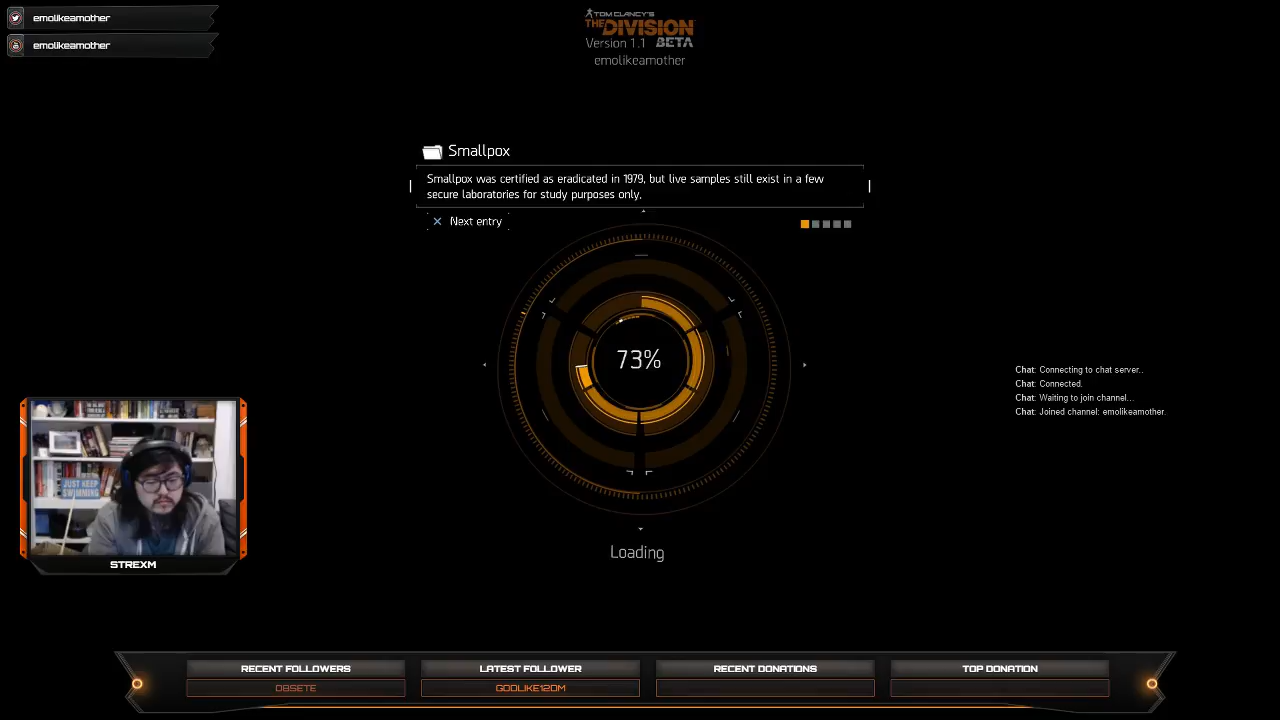 emolikeamother
emolikeamother
TOM CLANCY'S
THE DIVISION
Version 1.1 BETA
emolikeamother
Smallpox
Smallpox was certified as eradicated in 1979, but live samples still exist in a few
secure laboratories for study purposes only.
Next entry
73%
Loading
Chat: Connecting to chat server..
Chat: Connected.
Chat: Waiting to join channel...
Chat: Joined channel: emolikeamother.
JUST KEEP
SWIMMING
STREXM
RECENT FOLLOWERS
OBSETE
LATEST FOLLOWER
GODLIKE120M
RECENT DONATIONS
TOP DONATION